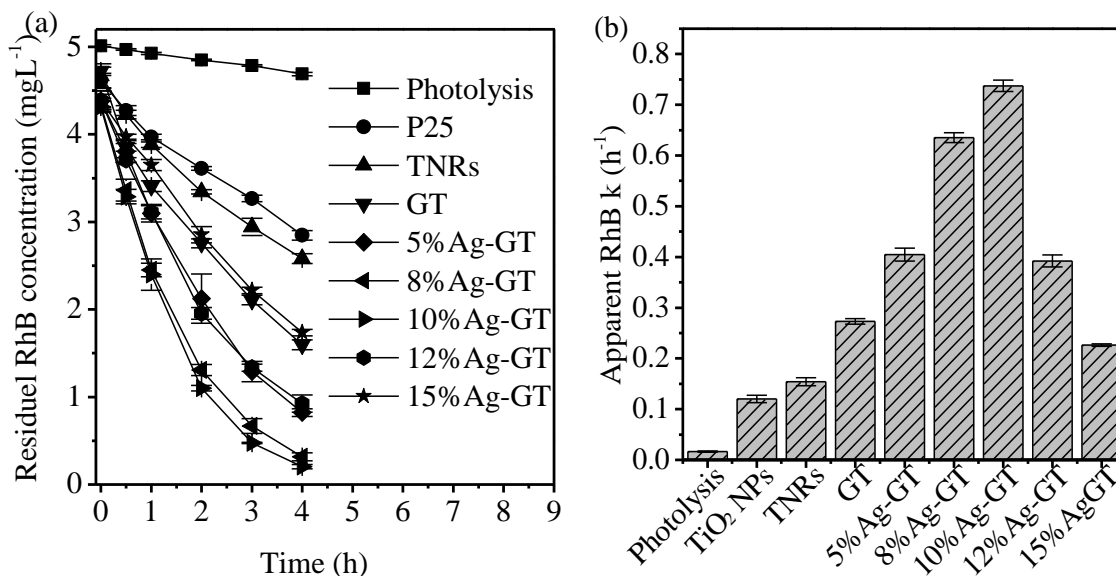 (a)
Residuel RhB concentration (mgL⁻¹)
5
4
3
2
1
0
0 1 2 3 4 5 6 7 8 9
Time (h)
Photolysis
P25
TNRs
GT
5%Ag-GT
8%Ag-GT
10%Ag-GT
12%Ag-GT
15%Ag-GT
(b)
Apparent RhB k (h⁻¹)
0.8
0.7
0.6
0.5
0.4
0.3
0.2
0.1
0.0
Photolysis
TiO₂ NPs
TNRs
GT
5%Ag-GT
8%Ag-GT
10%Ag-GT
12%Ag-GT
15%AgGT